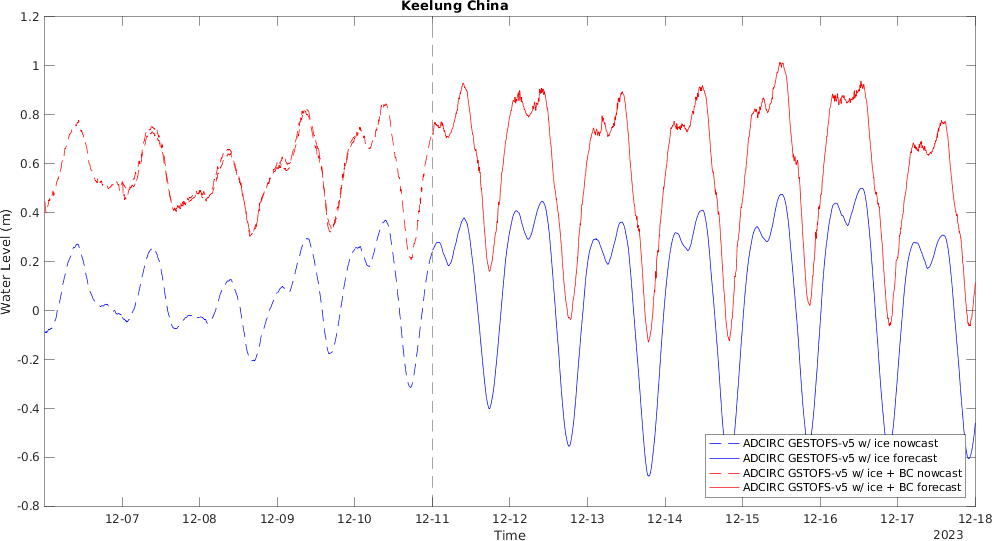 Keelung China
1.2
1
0.8
0.6
0.4
0.2
0
-0.2
-0.4
-0.6
-0.8
Water Level (m)
ADCIRC GESTOFS-v5 w/ ice nowcast
ADCIRC GESTOFS-v5 w/ ice forecast
ADCIRC GSTOFS-v5 w/ ice + BC nowcast
ADCIRC GSTOFS-v5 w/ ice + BC forecast
12-07 12-08 12-09 12-10 12-11 12-12 12-13 12-14 12-15 12-16 12-17 12-18
Time
2023